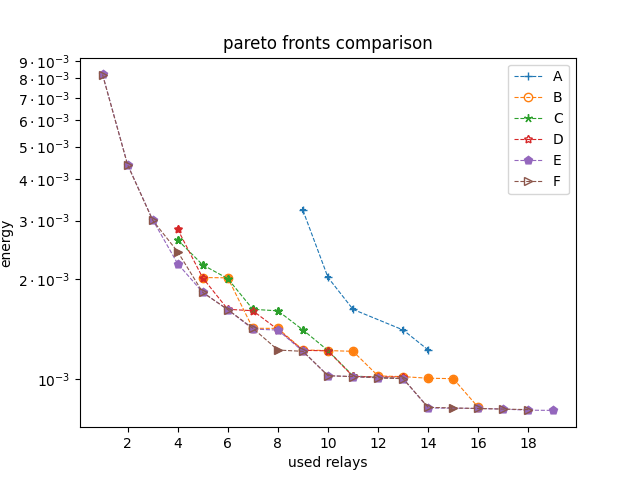 pareto fronts comparison
9·10⁻³
8·10⁻³
7·10⁻³
6·10⁻³
5·10⁻³
4·10⁻³
3·10⁻³
2·10⁻³
10⁻³
energy
A
B
C
D
E
F
2 4 6 8 10 12 14 16 18
used relays